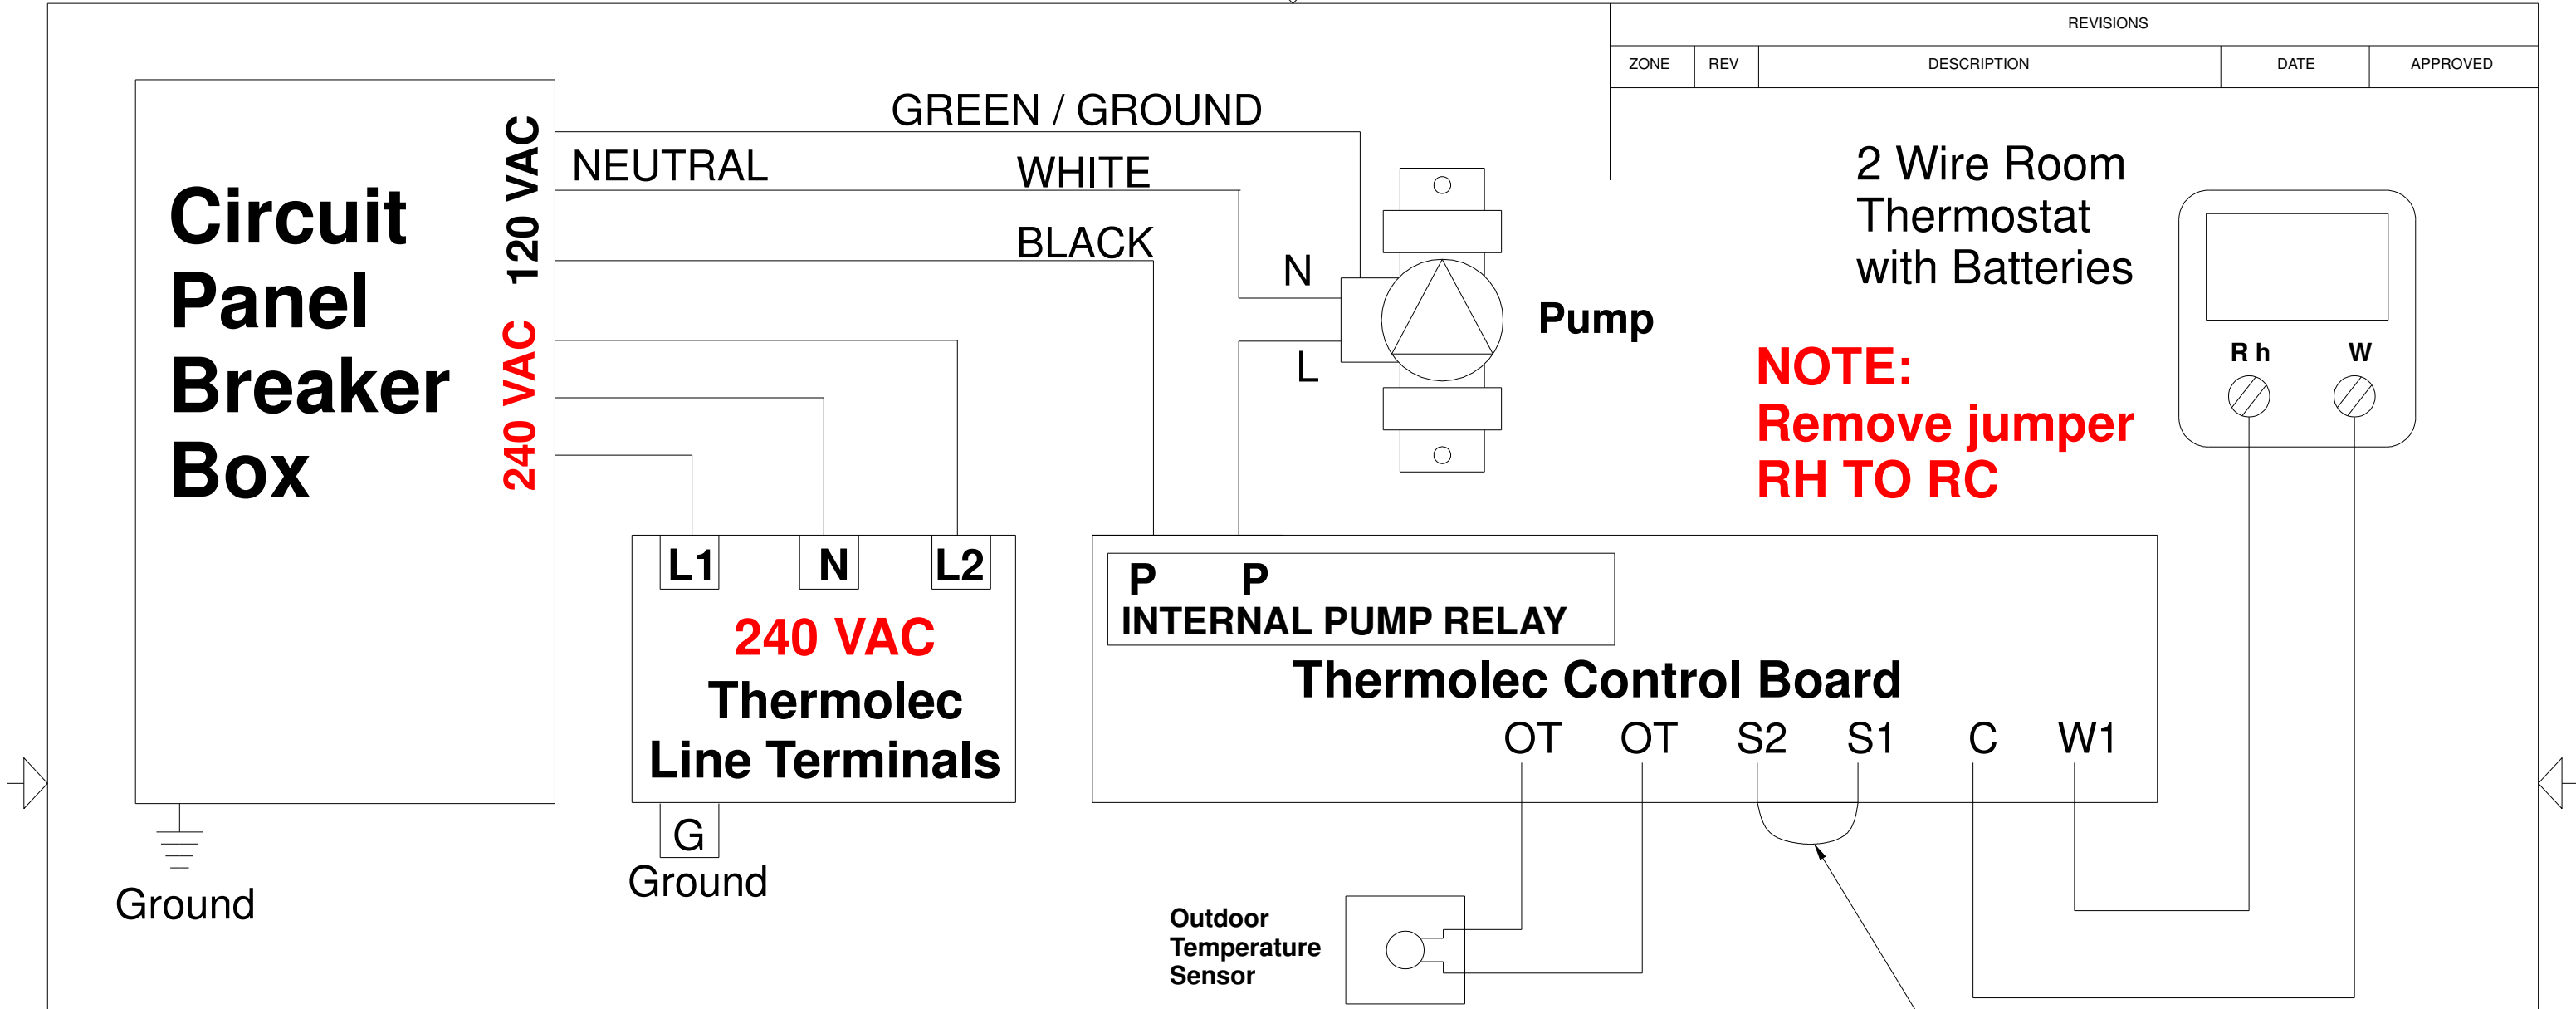 REVISIONS
ZONE REV DESCRIPTION DATE APPROVED
Circuit
Panel
Breaker
Box
120 VAC
240 VAC
GREEN / GROUND
NEUTRAL WHITE
BLACK
N
L
Pump
2 Wire Room
Thermostat
with Batteries
NOTE:
Remove jumper
RH TO RC
R h W
L1 N L2
240 VAC
Thermolec
Line Terminals
G
Ground
Ground
P P
INTERNAL PUMP RELAY
Thermolec Control Board
OT OT S2 S1 C W1
Outdoor
Temperature
Sensor